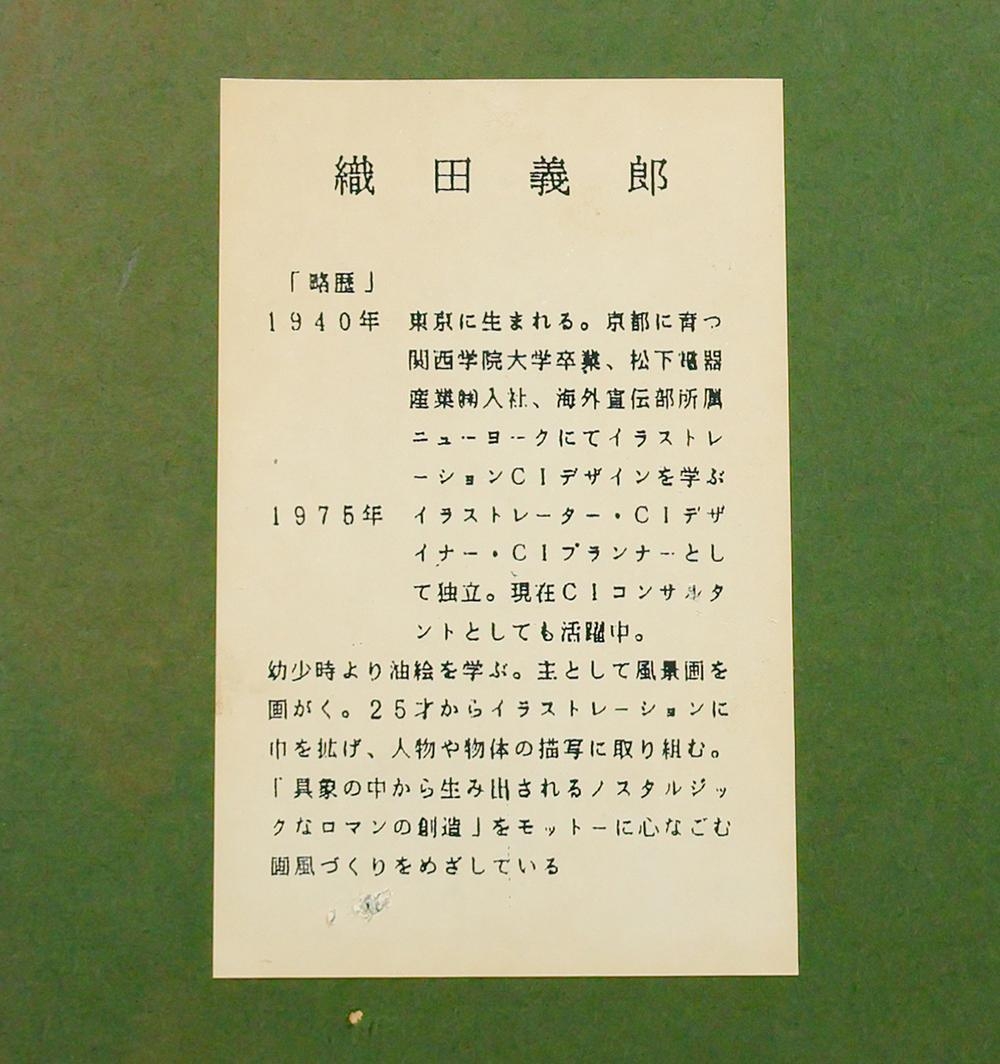 織田義郎
「略歴」
1940年 東京に生まれる。京都に育つ
関西学院大学卒業、松下電器
産業㈱入社、海外宣伝部所属
ニューヨークにてイラストレ
ーションCIデザインを学ぶ
1975年 イラストレーター・CIデザ
イナー・CIプランナーとし
て独立。現在CIコンサルタ
ントとしても活躍中。
幼少時より油絵を学ぶ。主として風景画を
画がく。25才からイラストレーションに
巾を拡げ、人物や物体の描写に取り組む。
「具象の中から生み出されるノスタルジッ
クなロマンの創造」をモットーに心なごむ
画風づくりをめざしている